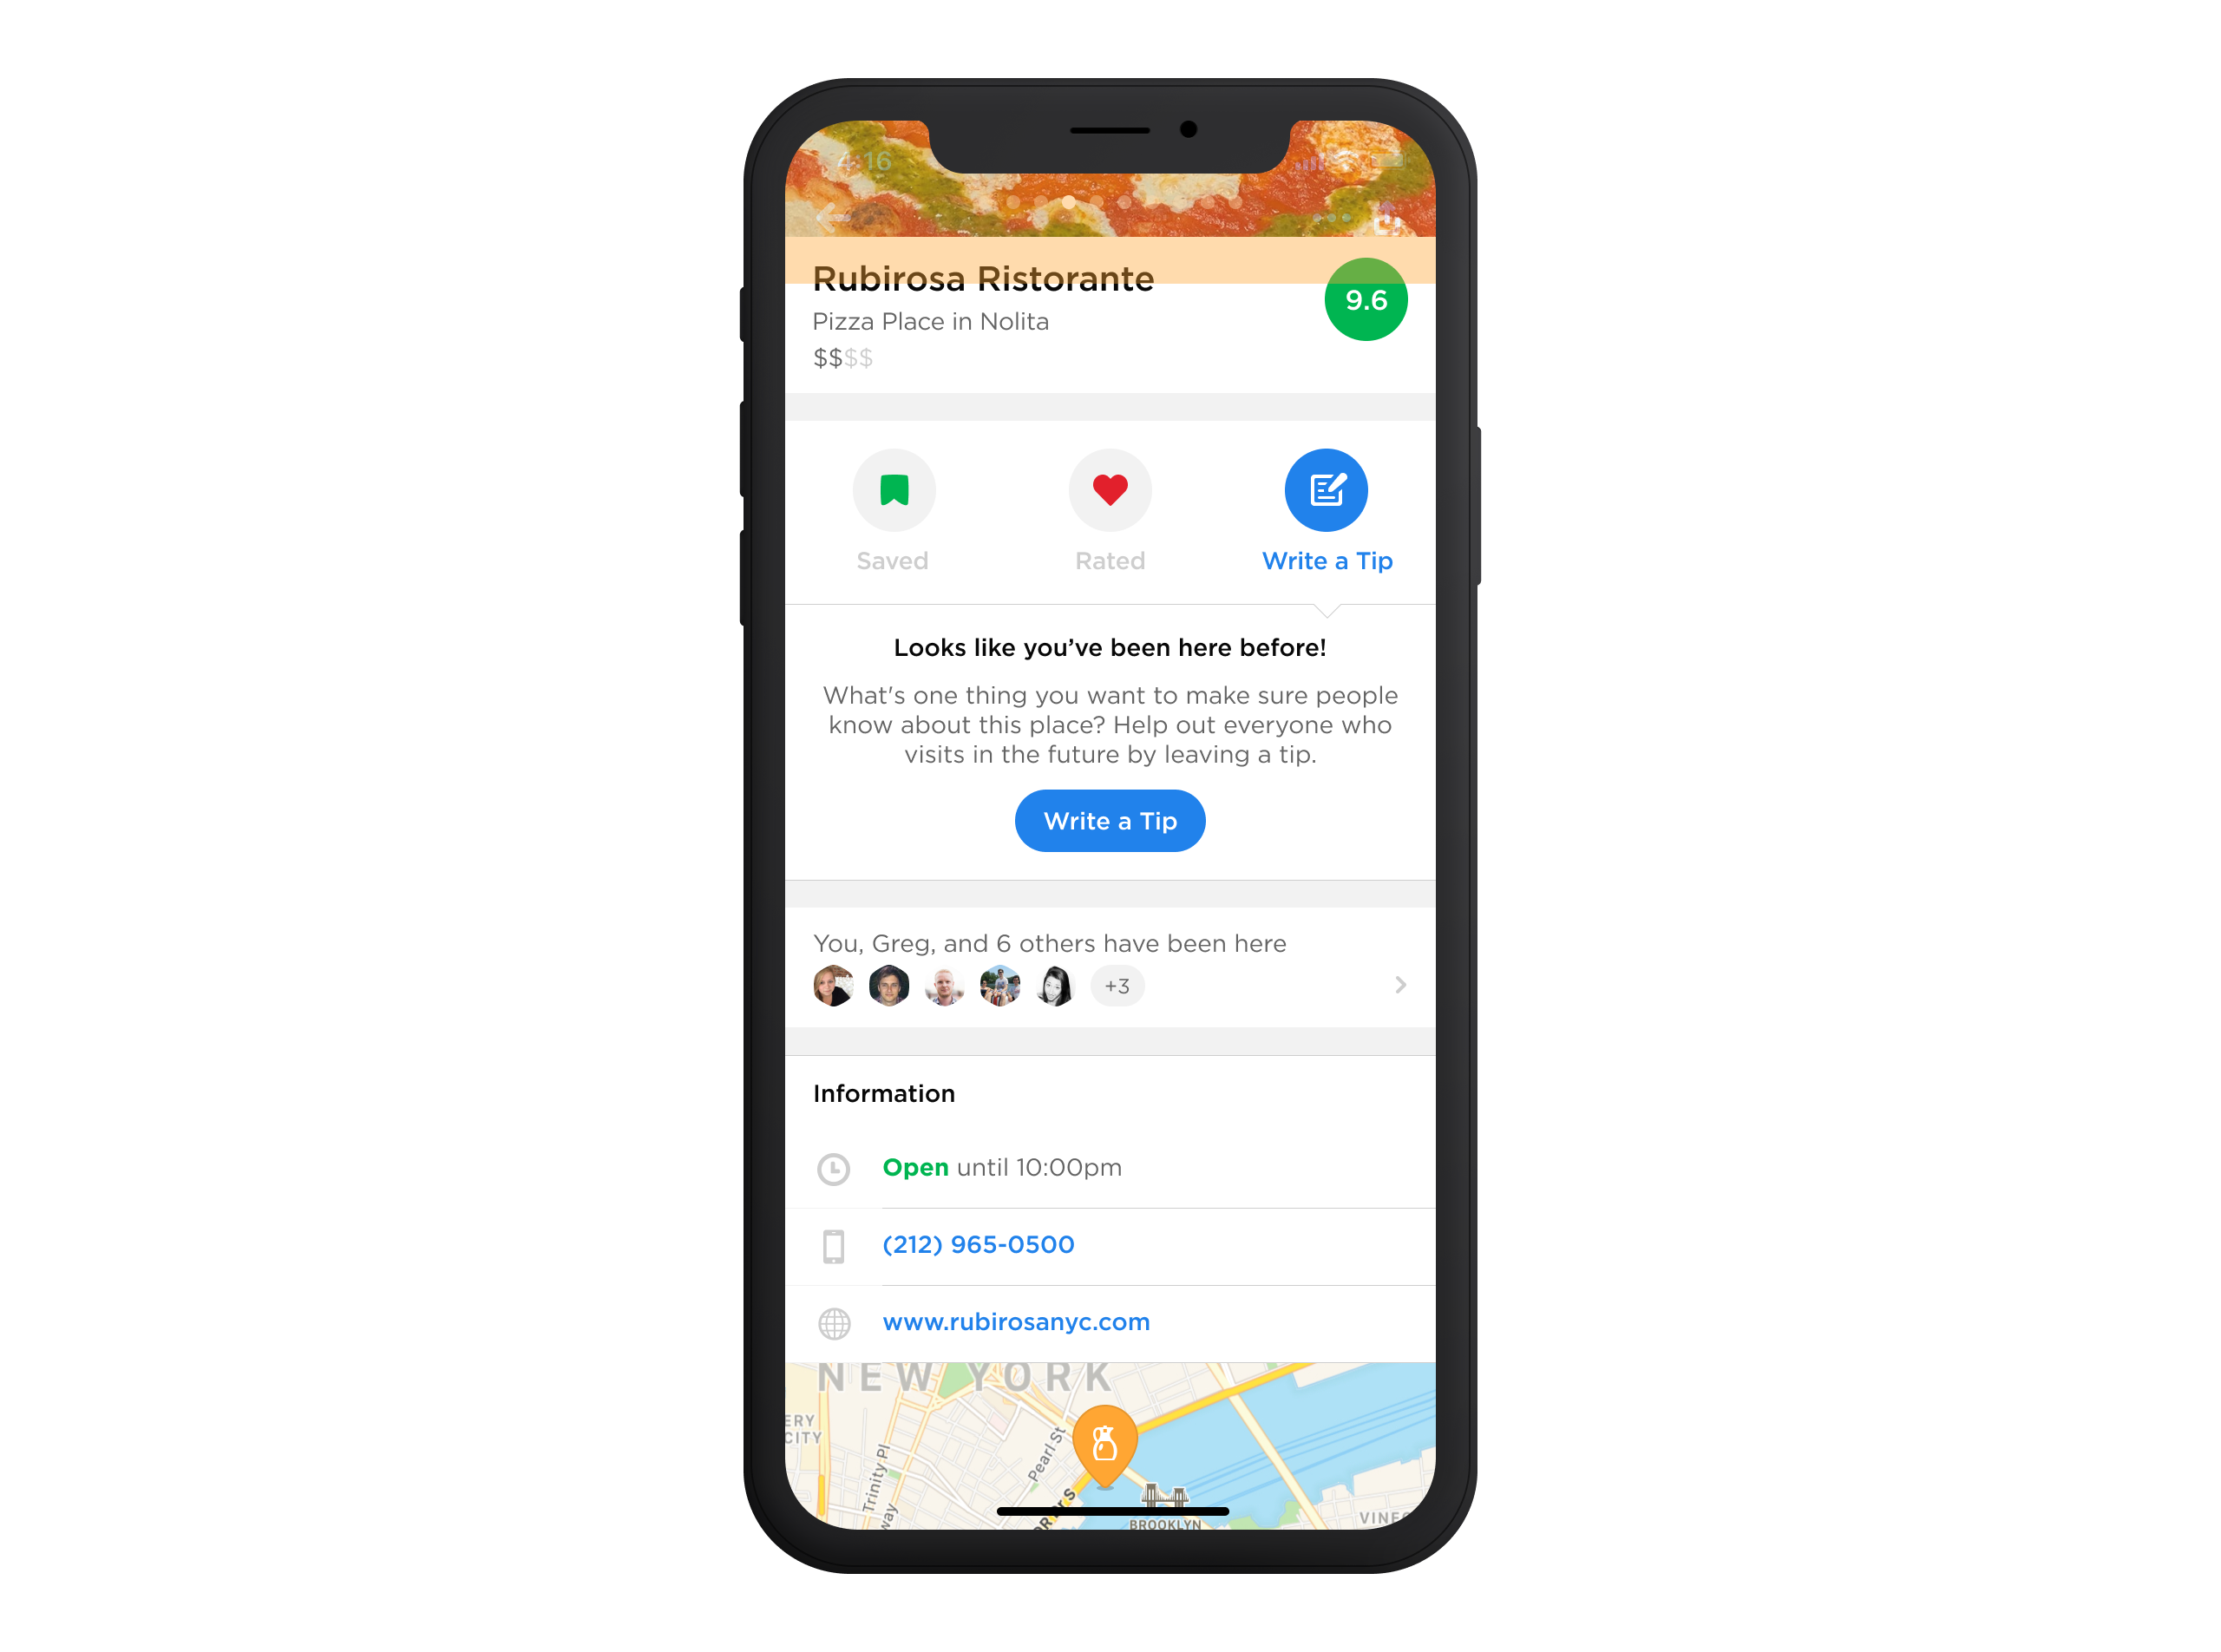 4:16
Rubirosa Ristorante
9.6
Pizza Place in Nolita
$$$$
Saved
Rated
Write a Tip
Looks like you’ve been here before!
What's one thing you want to make sure people
know about this place? Help out everyone who
visits in the future by leaving a tip.
Write a Tip
You, Greg, and 6 others have been here
+3
Information
Open until 10:00pm
(212) 965-0500
www.rubirosanyc.com
NEW YORK
CITY
Trinity Pl
Pearl St
BROOKLYN